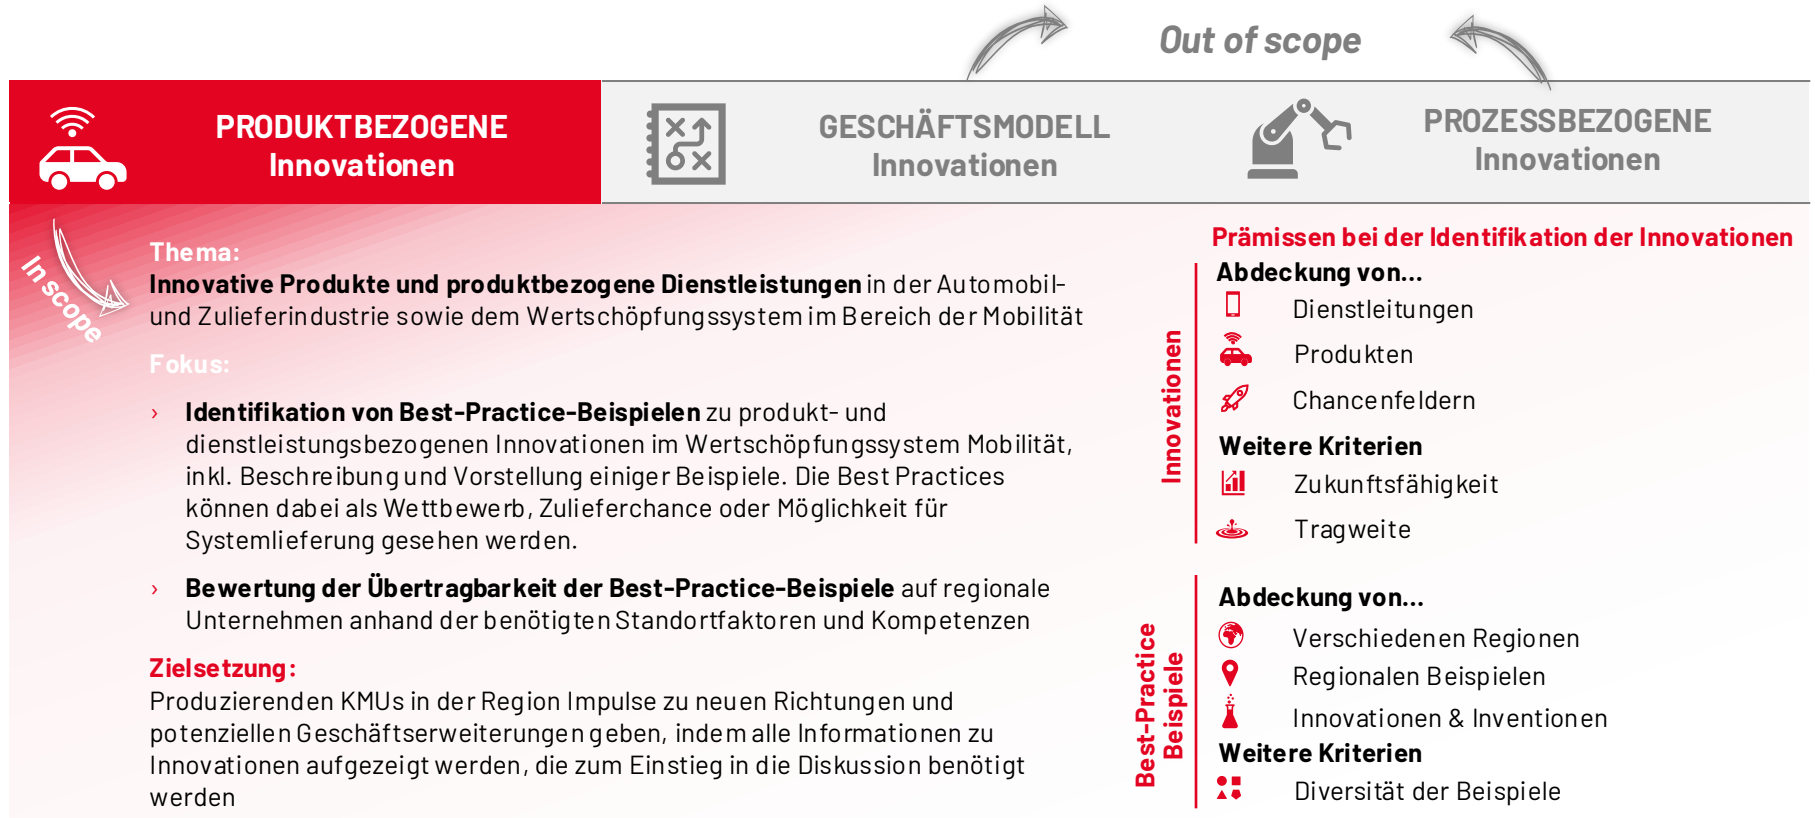 Out of scope
PRODUKTBEZOGENE
Innovationen
GESCHÄFTSMODELL
Innovationen
PROZESSBEZOGENE
Innovationen
In scope
Thema:
Innovative Produkte und produktbezogene Dienstleistungen in der Automobil-
und Zulieferindustrie sowie dem Wertschöpfungssystem im Bereich der Mobilität
Fokus:
› Identifikation von Best-Practice-Beispielen zu produkt- und
dienstleistungsbezogenen Innovationen im Wertschöpfungssystem Mobilität,
inkl. Beschreibung und Vorstellung einiger Beispiele. Die Best Practices
können dabei als Wettbewerb, Zulieferchance oder Möglichkeit für
Systemlieferung gesehen werden.
› Bewertung der Übertragbarkeit der Best-Practice-Beispiele auf regionale
Unternehmen anhand der benötigten Standortfaktoren und Kompetenzen
Zielsetzung:
Produzierenden KMUs in der Region Impulse zu neuen Richtungen und
potenziellen Geschäftserweiterungen geben, indem alle Informationen zu
Innovationen aufgezeigt werden, die zum Einstieg in die Diskussion benötigt
werden
Prämissen bei der Identifikation der Innovationen
Innovationen
Abdeckung von...
Dienstleitungen
Produkten
Chancenfeldern
Weitere Kriterien
Zukunftsfähigkeit
Tragweite
Best-Practice
Beispiele
Abdeckung von...
Verschiedenen Regionen
Regionalen Beispielen
Innovationen & Inventionen
Weitere Kriterien
Diversität der Beispiele